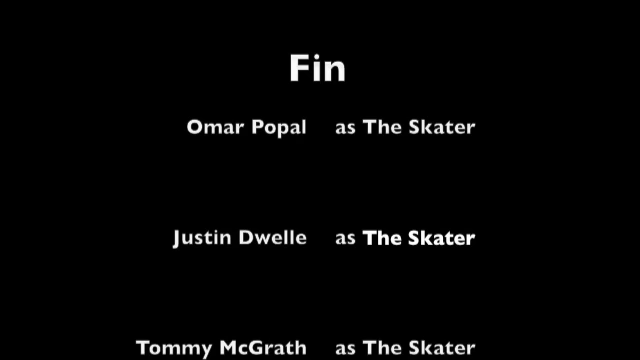 Fin
Omar Popal as The Skater
Justin Dwelle as The Skater
Tommy McGrath as The Skater